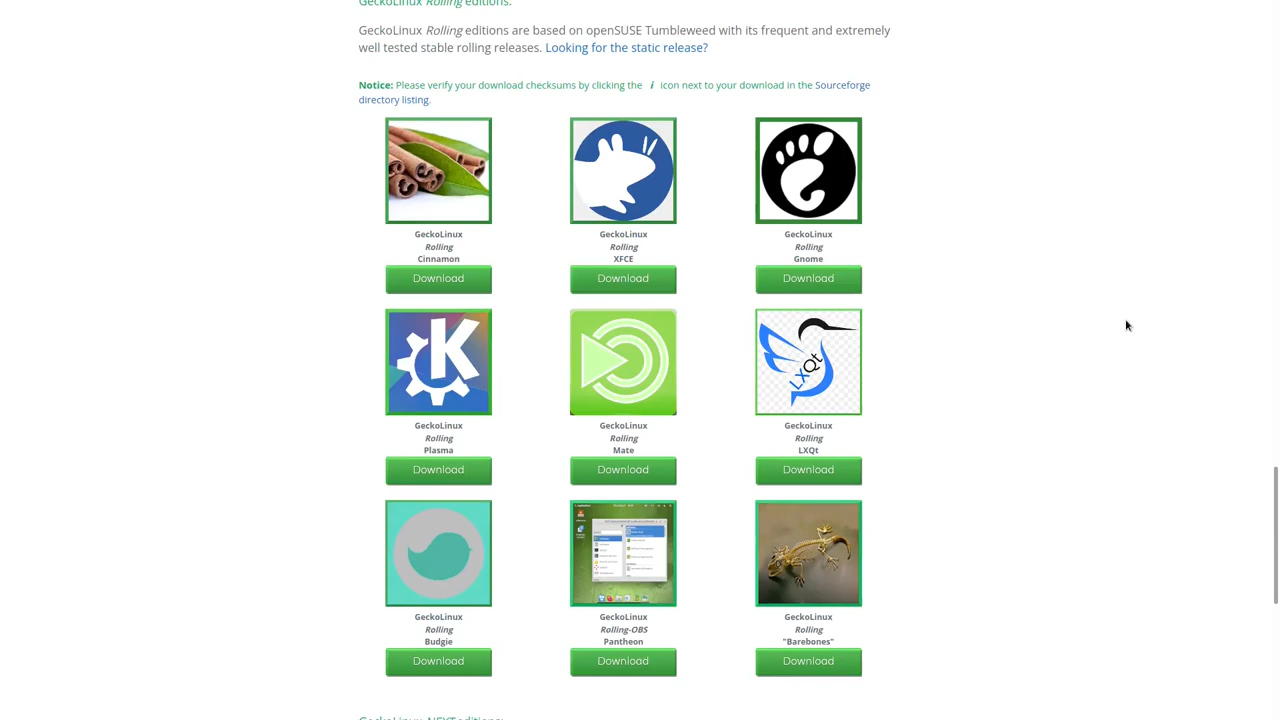 GeckoLinux Rolling editions:
GeckoLinux Rolling editions are based on openSUSE Tumbleweed with its frequent and extremely
well tested stable rolling releases. Looking for the static release?
Notice: Please verify your download checksums by clicking the i icon next to your download in the Sourceforge
directory listing.
GeckoLinux
Rolling
Cinnamon
Download
GeckoLinux
Rolling
XFCE
Download
GeckoLinux
Rolling
Gnome
Download
K
GeckoLinux
Rolling
Plasma
Download
GeckoLinux
Rolling
Mate
Download
LXQt
GeckoLinux
Rolling
LXQt
Download
GeckoLinux
Rolling
Budgie
Download
GeckoLinux
Rolling-OBS
Pantheon
Download
GeckoLinux
Rolling
"Barebones"
Download
GeckoLinux NEXT editions: